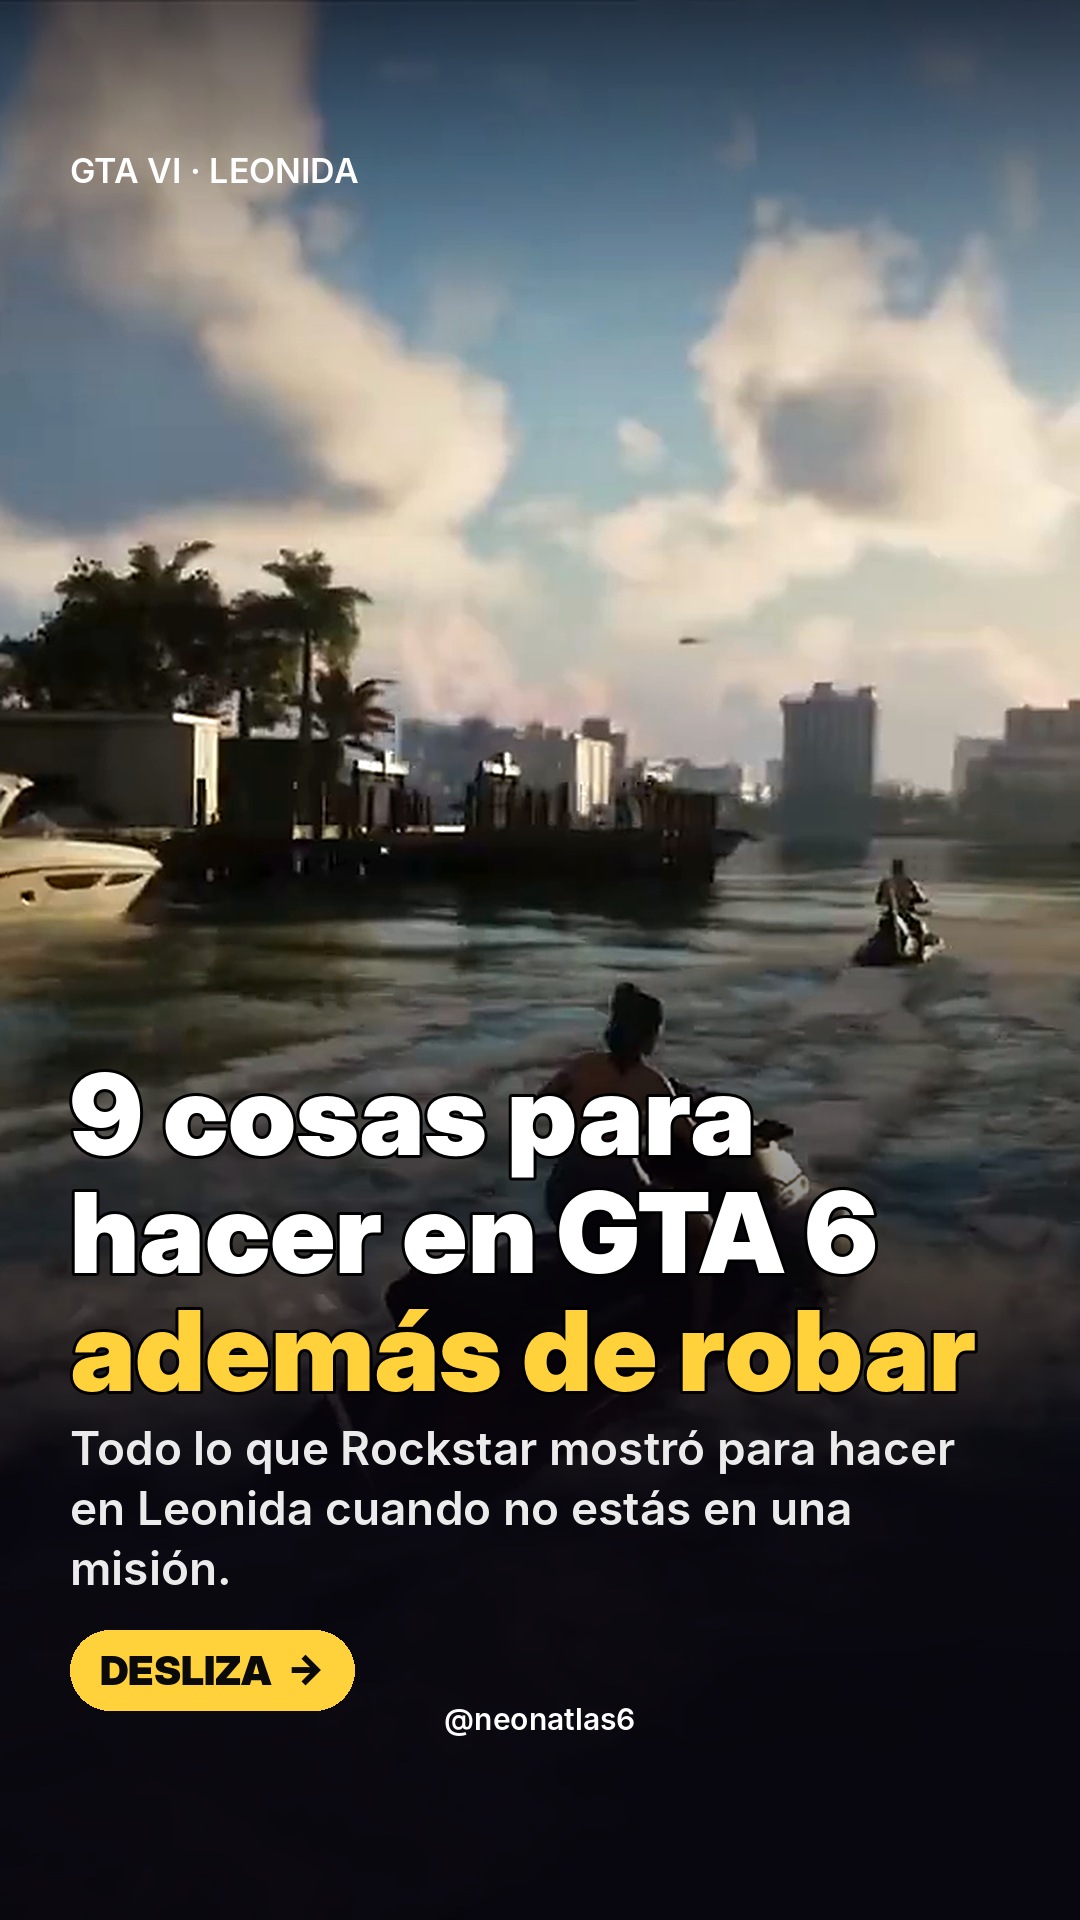 GTA VI · LEONIDA
9 cosas para
hacer en GTA 6
además de robar
Todo lo que Rockstar mostró para hacer
en Leonida cuando no estás en una
misión.
DESLIZA →
@neonatlas6